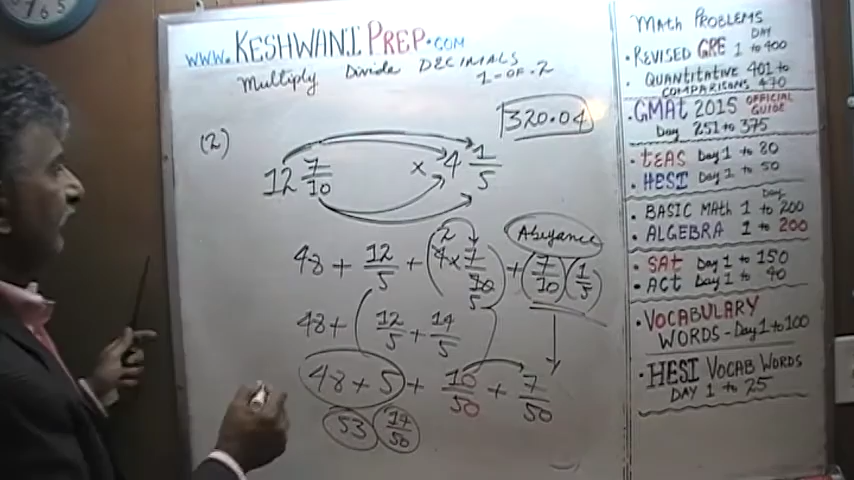 www.KESHWANIPREP.COM
Multiply Divide DECIMALS
1-OF-2
320.04
(2)
12 7/10 × 4 1/5
2 Abeyance
48 + 12/5 + (4 × 7/10) + (7/10)(1/5)
5
48 + (12/5 + 14/5
48 + 5 + 10/50 + 7/50
53 14/50
MATH PROBLEMS
DAY
• REVISED GRE 1 to 400
• QUANTITATIVE 401 to
COMPARISONS 470
• GMAT 2015 OFFICIAL
GUIDE
Day 251 to 375
• TEAS Day 1 to 80
• HESI Day 1 to 50
Day
• BASIC MATH 1 to 200
• ALGEBRA 1 to 200
• SAT Day 1 to 150
• ACT Day 1 to 90
• VOCABULARY
WORDS - Day 1 to 100
• HESI VOCAB WORDS
DAY 1 to 25